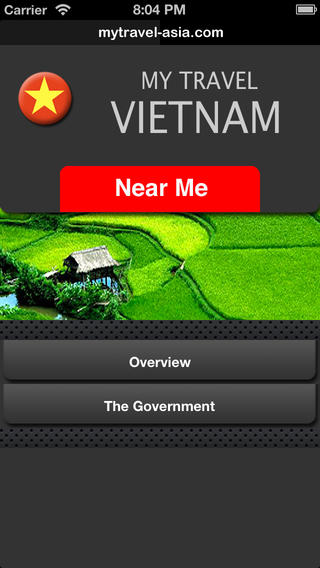 Carrier 8:04 PM
mytravel-asia.com
MY TRAVEL
VIETNAM
Near Me
Overview
The Government